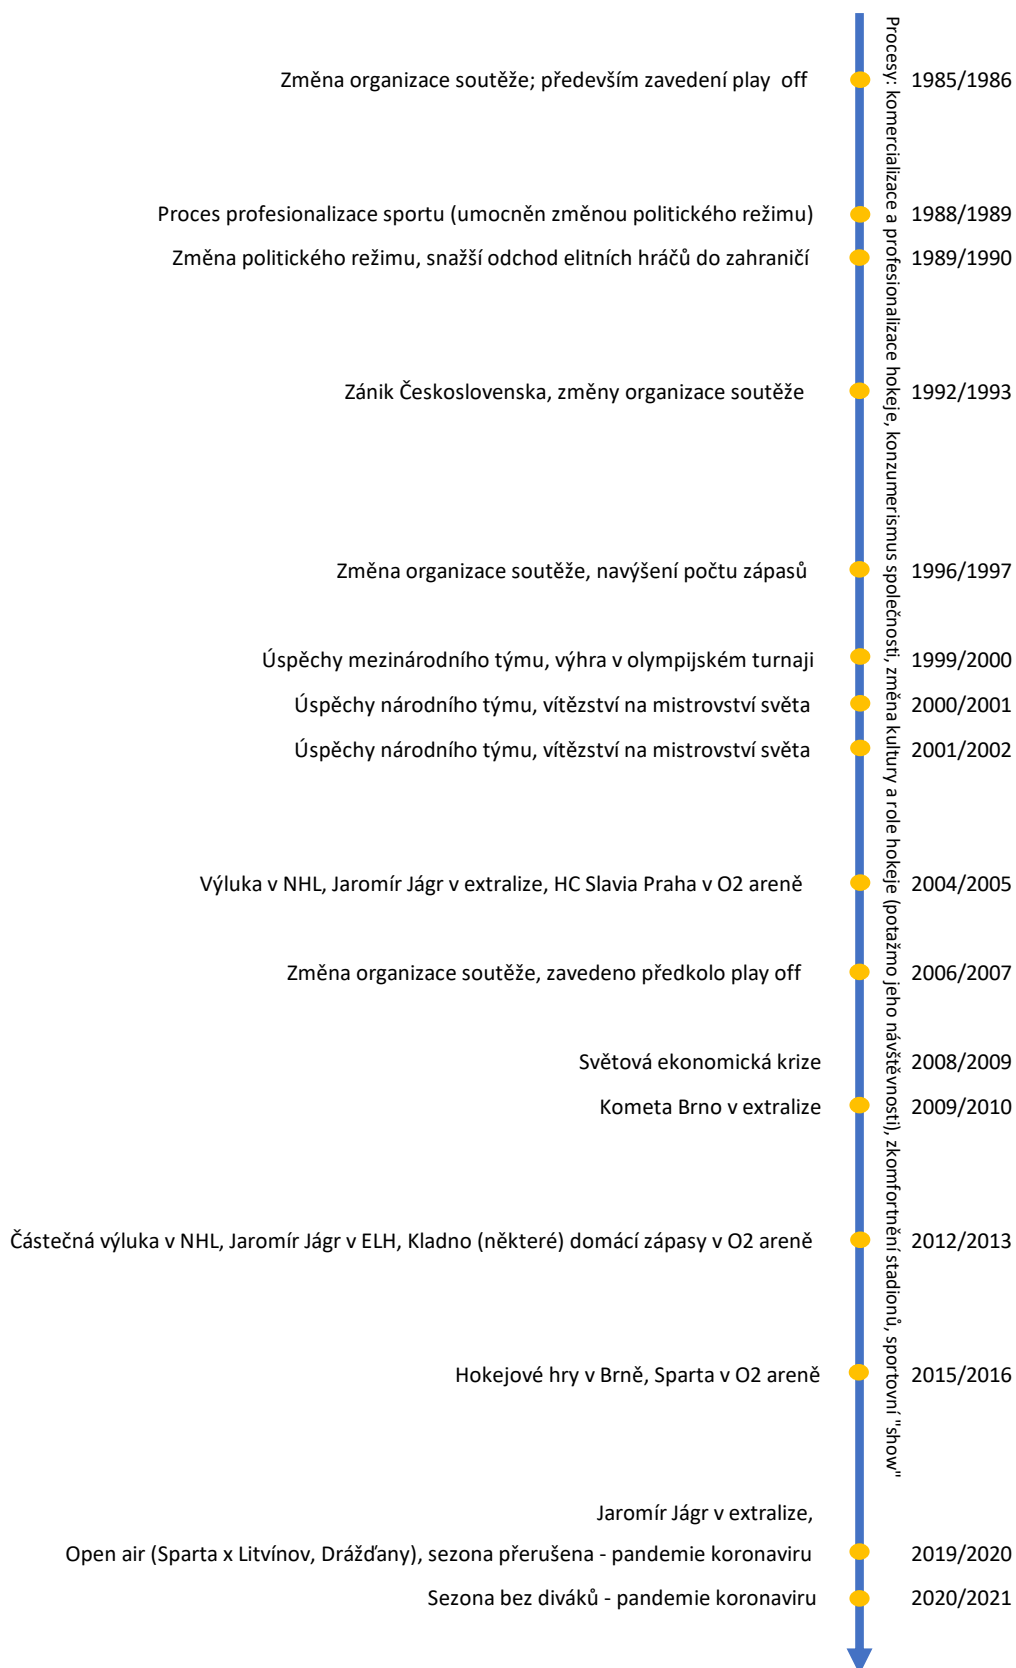 Změna organizace soutěže; především zavedení play  off 1985/1986
Proces profesionalizace sportu (umocněn změnou politického režimu) 1988/1989
Změna politického režimu, snažší odchod elitních hráčů do zahraničí 1989/1990
Zánik Československa, změny organizace soutěže 1992/1993
Změna organizace soutěže, navýšení počtu zápasů 1996/1997
Úspěchy mezinárodního týmu, výhra v olympijském turnaji 1999/2000
Úspěchy národního týmu, vítězství na mistrovství světa 2000/2001
Úspěchy národního týmu, vítězství na mistrovství světa 2001/2002
Výluka v NHL, Jaromír Jágr v extralize, HC Slavia Praha v O2 areně 2004/2005
Změna organizace soutěže, zavedeno předkolo play off 2006/2007
Světová ekonomická krize 2008/2009
Kometa Brno v extralize 2009/2010
Částečná výluka v NHL, Jaromír Jágr v ELH, Kladno (některé) domácí zápasy v O2 areně 2012/2013
Hokejové hry v Brně, Sparta v O2 areně 2015/2016
Jaromír Jágr v extralize,
Open air (Sparta x Litvínov, Drážďany), sezona přerušena - pandemie koronaviru 2019/2020
Sezona bez diváků - pandemie koronaviru 2020/2021
Procesy: komercializace a profesionalizace hokeje, konzumerismus společnosti, změna kultury a role hokeje (potažmo jeho návštěvnosti), zkomfortnění stadionů, sportovní "show"